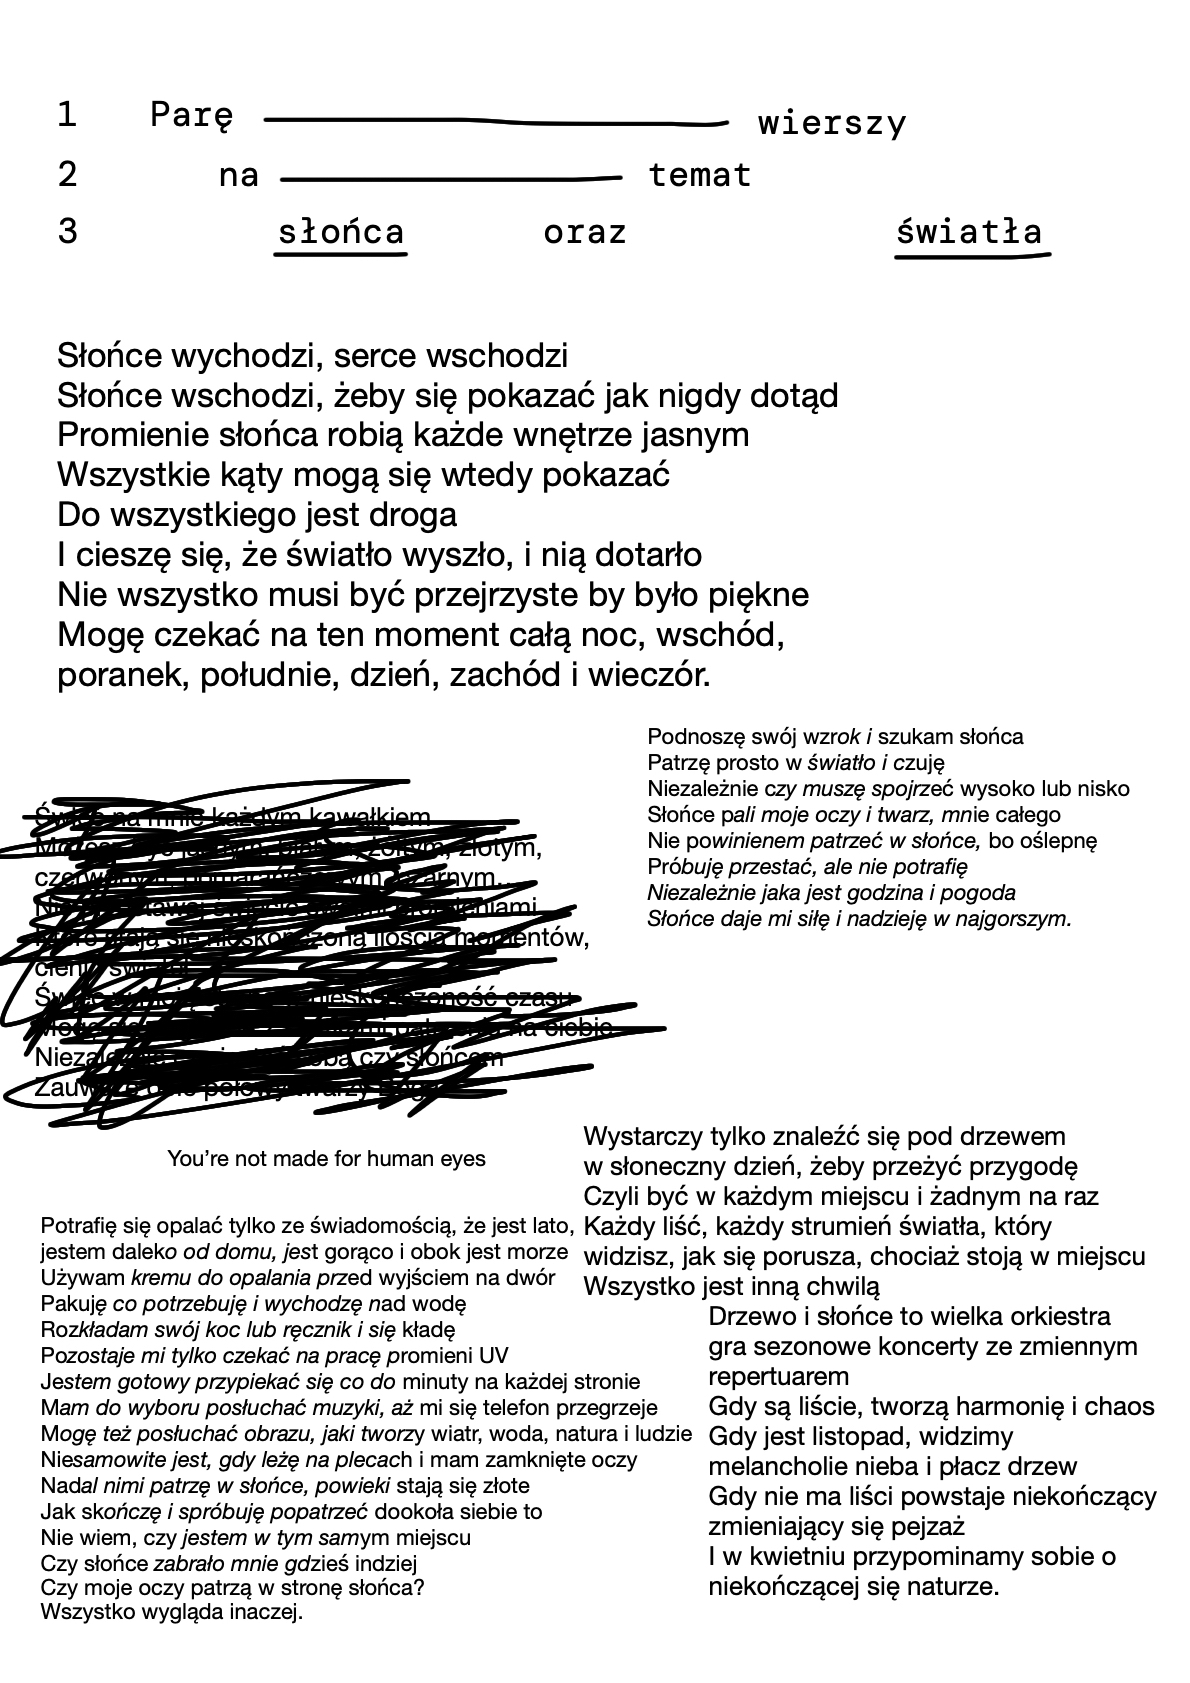 1 Parę wierszy
2 na temat
3 słońca oraz światła
Słońce wychodzi, serce wschodzi
Słońce wschodzi, żeby się pokazać jak nigdy dotąd
Promienie słońca robią każde wnętrze jasnym
Wszystkie kąty mogą się wtedy pokazać
Do wszystkiego jest droga
I cieszę się, że światło wyszło, i nią dotarło
Nie wszystko musi być przejrzyste by było piękne
Mogę czekać na ten moment całą noc, wschód,
poranek, południe, dzień, zachód i wieczór.
Podnoszę swój wzrok i szukam słońca
Patrzę prosto w światło i czuję
Niezależnie czy muszę spojrzeć wysoko lub nisko
Słońce pali moje oczy i twarz, mnie całego
Nie powinienem patrzeć w słońce, bo oślepnę
Próbuję przestać, ale nie potrafię
Niezależnie jaka jest godzina i pogoda
Słońce daje mi siłę i nadzieję w najgorszym.
na mnie każdym kawałkiem
żółtym, złotym,
czarnym.
ilością momentów,
czasu
na ciebie
czy słońcem
połowy twarzy
You're not made for human eyes
Potrafię się opalać tylko ze świadomością, że jest lato,
jestem daleko od domu, jest gorąco i obok jest morze
Używam kremu do opalania przed wyjściem na dwór
Pakuję co potrzebuję i wychodzę nad wodę
Rozkładam swój koc lub ręcznik i się kładę
Pozostaje mi tylko czekać na pracę promieni UV
Jestem gotowy przypiekać się co do minuty na każdej stronie
Mam do wyboru posłuchać muzyki, aż mi się telefon przegrzeje
Mogę też posłuchać obrazu, jaki tworzy wiatr, woda, natura i ludzie
Niesamowite jest, gdy leżę na plecach i mam zamknięte oczy
Nadal nimi patrzę w słońce, powieki stają się złote
Jak skończę i spróbuję popatrzeć dookoła siebie to
Nie wiem, czy jestem w tym samym miejscu
Czy słońce zabrało mnie gdzieś indziej
Czy moje oczy patrzą w stronę słońca?
Wszystko wygląda inaczej.
Wystarczy tylko znaleźć się pod drzewem
w słoneczny dzień, żeby przeżyć przygodę
Czyli być w każdym miejscu i żadnym na raz
Każdy liść, każdy strumień światła, który
widzisz, jak się porusza, chociaż stoją w miejscu
Wszystko jest inną chwilą
Drzewo i słońce to wielka orkiestra
gra sezonowe koncerty ze zmiennym
repertuarem
Gdy są liście, tworzą harmonię i chaos
Gdy jest listopad, widzimy
melancholie nieba i płacz drzew
Gdy nie ma liści powstaje niekończący
zmieniający się pejzaż
I w kwietniu przypominamy sobie o
niekończącej się naturze.